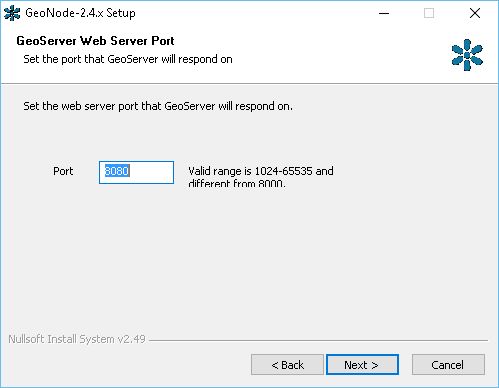 GeoNode-2.4.x Setup
GeoServer Web Server Port
Set the port that GeoServer will respond on
Set the web server port that GeoServer will respond on.
Port 8080 Valid range is 1024-65535 and
different from 8000.
Nullsoft Install System v2.49
< Back Next > Cancel